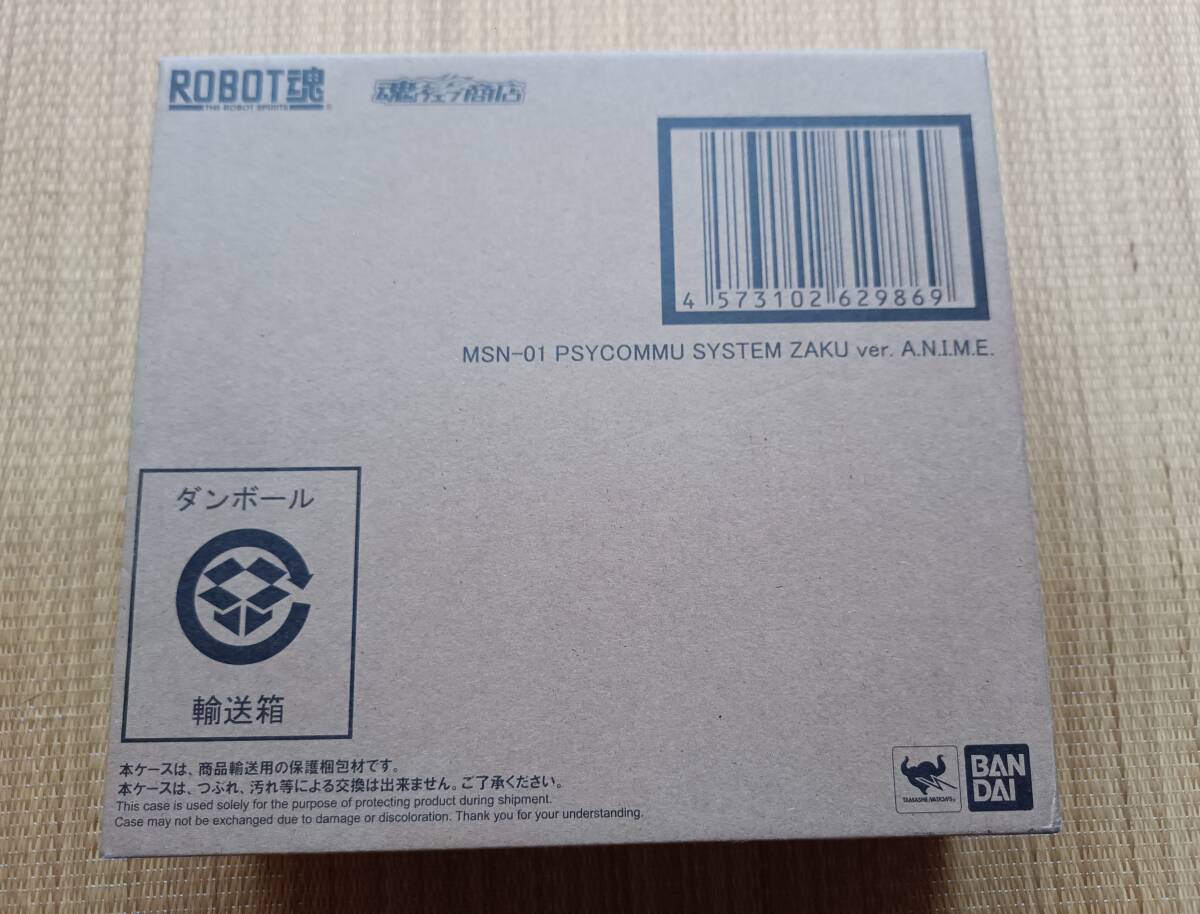 ROBOT魂
THE ROBOT SPIRITS
魂ウェブ商店
4 573102 629869
MSN-01 PSYCOMMU SYSTEM ZAKU ver. A.N.I.M.E.
ダンボール
輸送箱
本ケースは、商品輸送用の保護梱包材です。
本ケースは、つぶれ、汚れ等による交換は出来ません。ご了承ください。
This case is used solely for the purpose of protecting product during shipment.
Case may not be exchanged due to damage or discoloration. Thank you for your understanding.
TAMASHII NATIONS
BAN
DAI